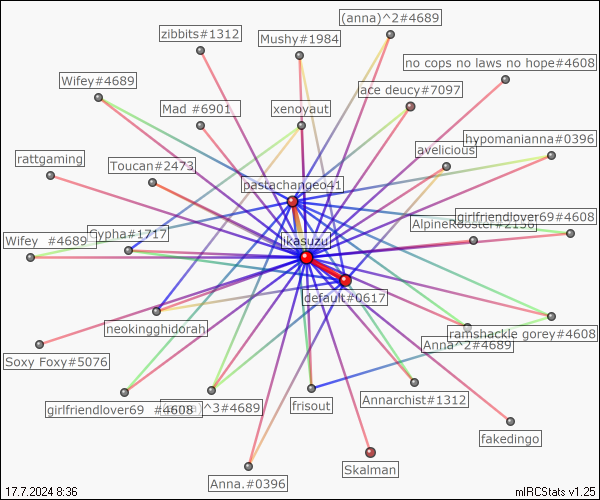 (anna)^2#4689
zibbits#1312
Mushy#1984
no cops no laws no hope#4608
Wifey#4689
ace deucy#7097
Mad #6901
xenoyaut
hypomanianna#0396
avelicious
rattgaming
Toucan#2473
pastachangeo41
girlfriendlover69#4608
AlpineRooster#2156
Cypha#1717
Wifey  #4689
ikasuzu
default#0617
neokingghidorah
ramshackle gorey#4608
Anna^2#4689
Soxy Foxy#5076
Annarchist#1312
girlfriendlover69  #4608
)^3#4689
frisout
fakedingo
Skalman
Anna.#0396
17.7.2024 8:36
mIRCStats v1.25